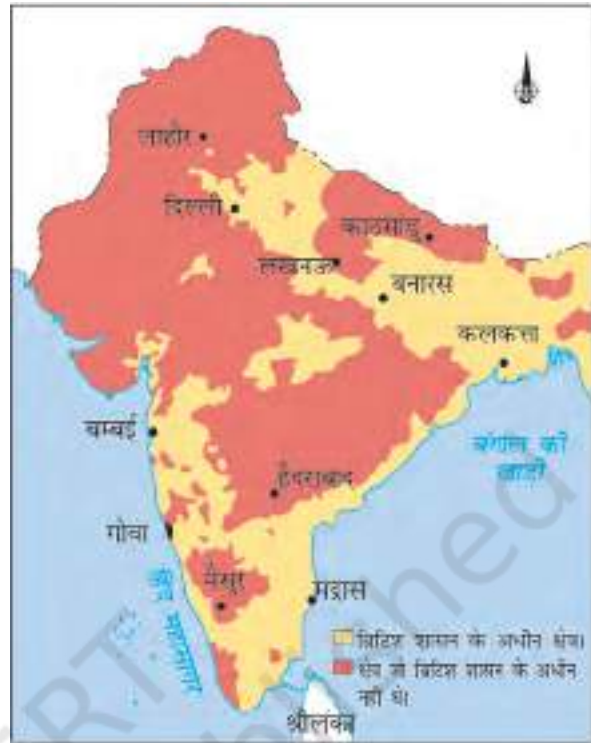 लाहौर
दिल्ली
काठमांडू
लखनऊ
बनारस
कलकत्ता
बम्बई
बंगाल की
खाड़ी
हैदराबाद
गोवा
मैसूर
मद्रास
ब्रिटिश शासन के अधीन क्षेत्र।
क्षेत्र जो ब्रिटिश शासन के अधीन
नहीं थे।
श्रीलंका